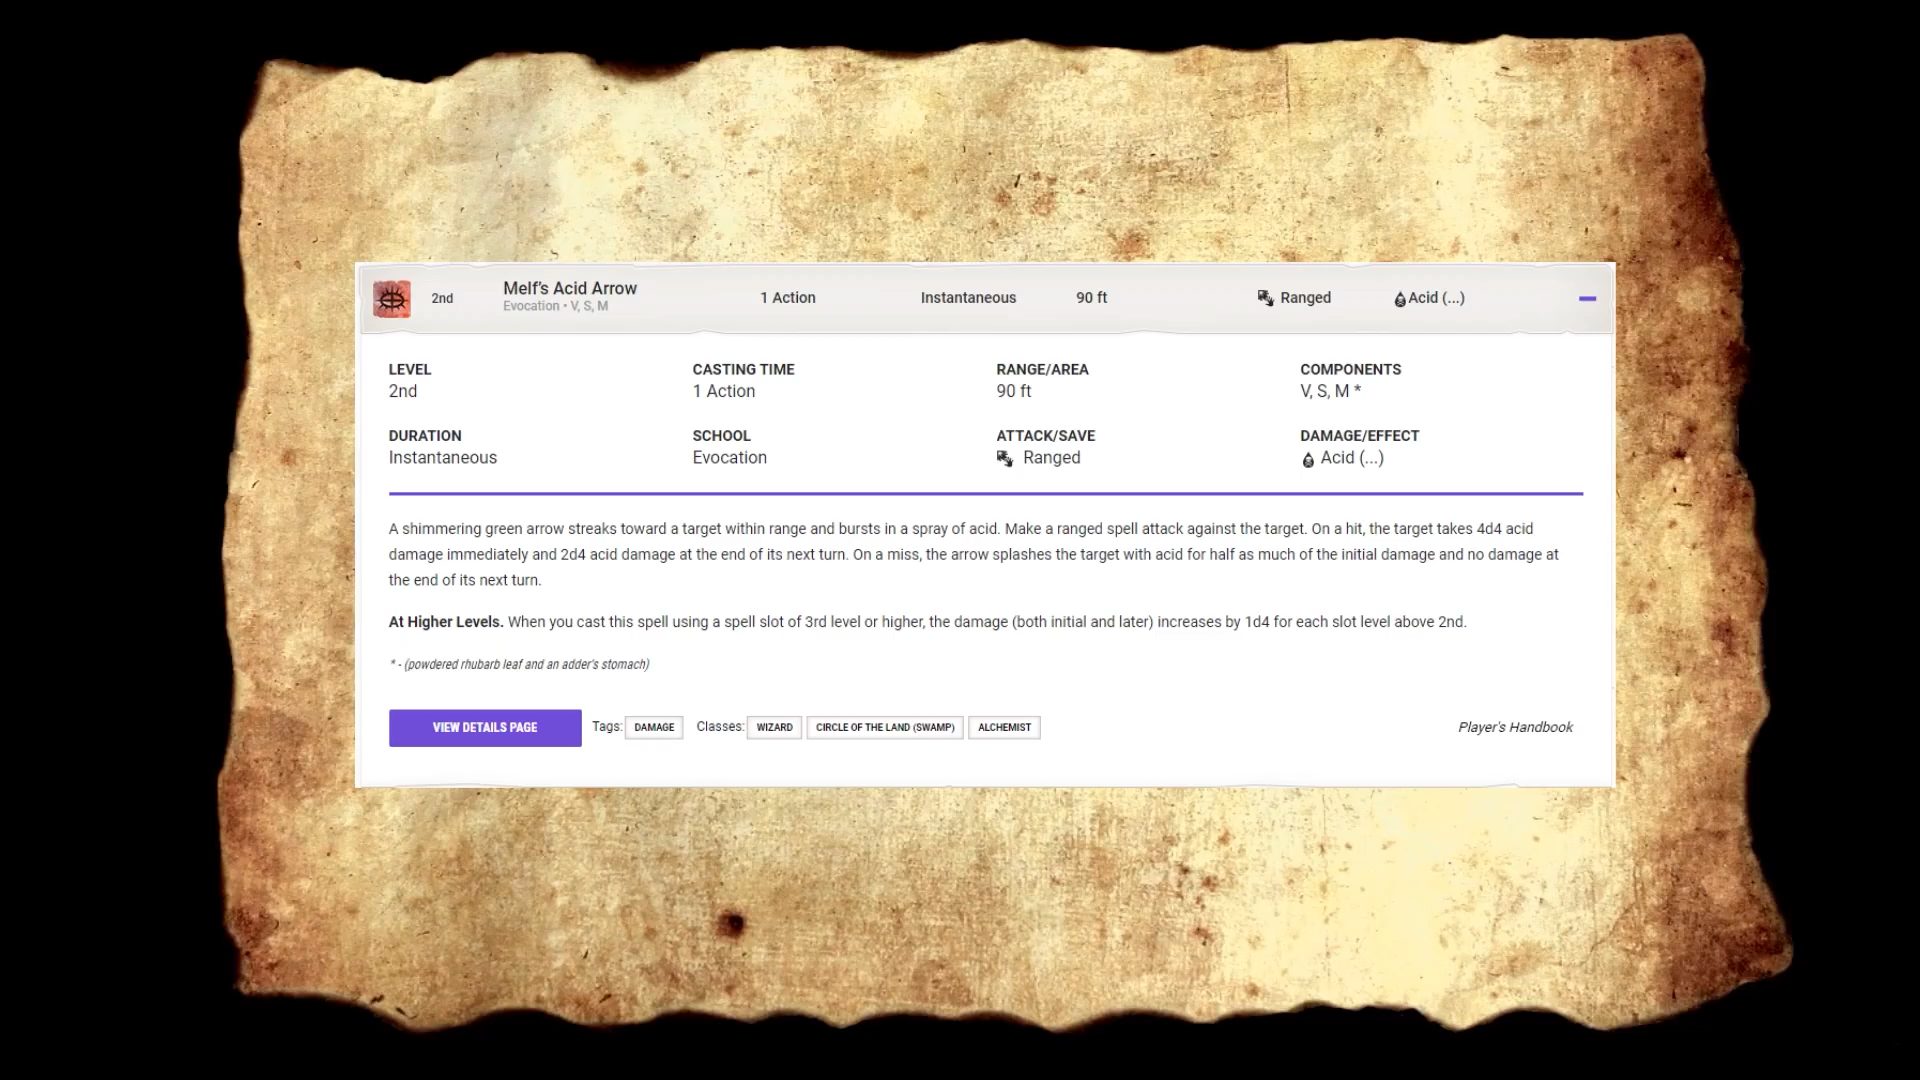 2nd
Melf's Acid Arrow
Evocation • V, S, M
1 Action
Instantaneous
90 ft
Ranged
Acid (...)
LEVEL
2nd
CASTING TIME
1 Action
RANGE/AREA
90 ft
COMPONENTS
V, S, M *
DURATION
Instantaneous
SCHOOL
Evocation
ATTACK/SAVE
Ranged
DAMAGE/EFFECT
Acid (...)
A shimmering green arrow streaks toward a target within range and bursts in a spray of acid. Make a ranged spell attack against the target. On a hit, the target takes 4d4 acid
damage immediately and 2d4 acid damage at the end of its next turn. On a miss, the arrow splashes the target with acid for half as much of the initial damage and no damage at
the end of its next turn.
At Higher Levels. When you cast this spell using a spell slot of 3rd level or higher, the damage (both initial and later) increases by 1d4 for each slot level above 2nd.
* - (powdered rhubarb leaf and an adder's stomach)
VIEW DETAILS PAGE
Tags: DAMAGE
Classes: WIZARD CIRCLE OF THE LAND (SWAMP) ALCHEMIST
Player's Handbook